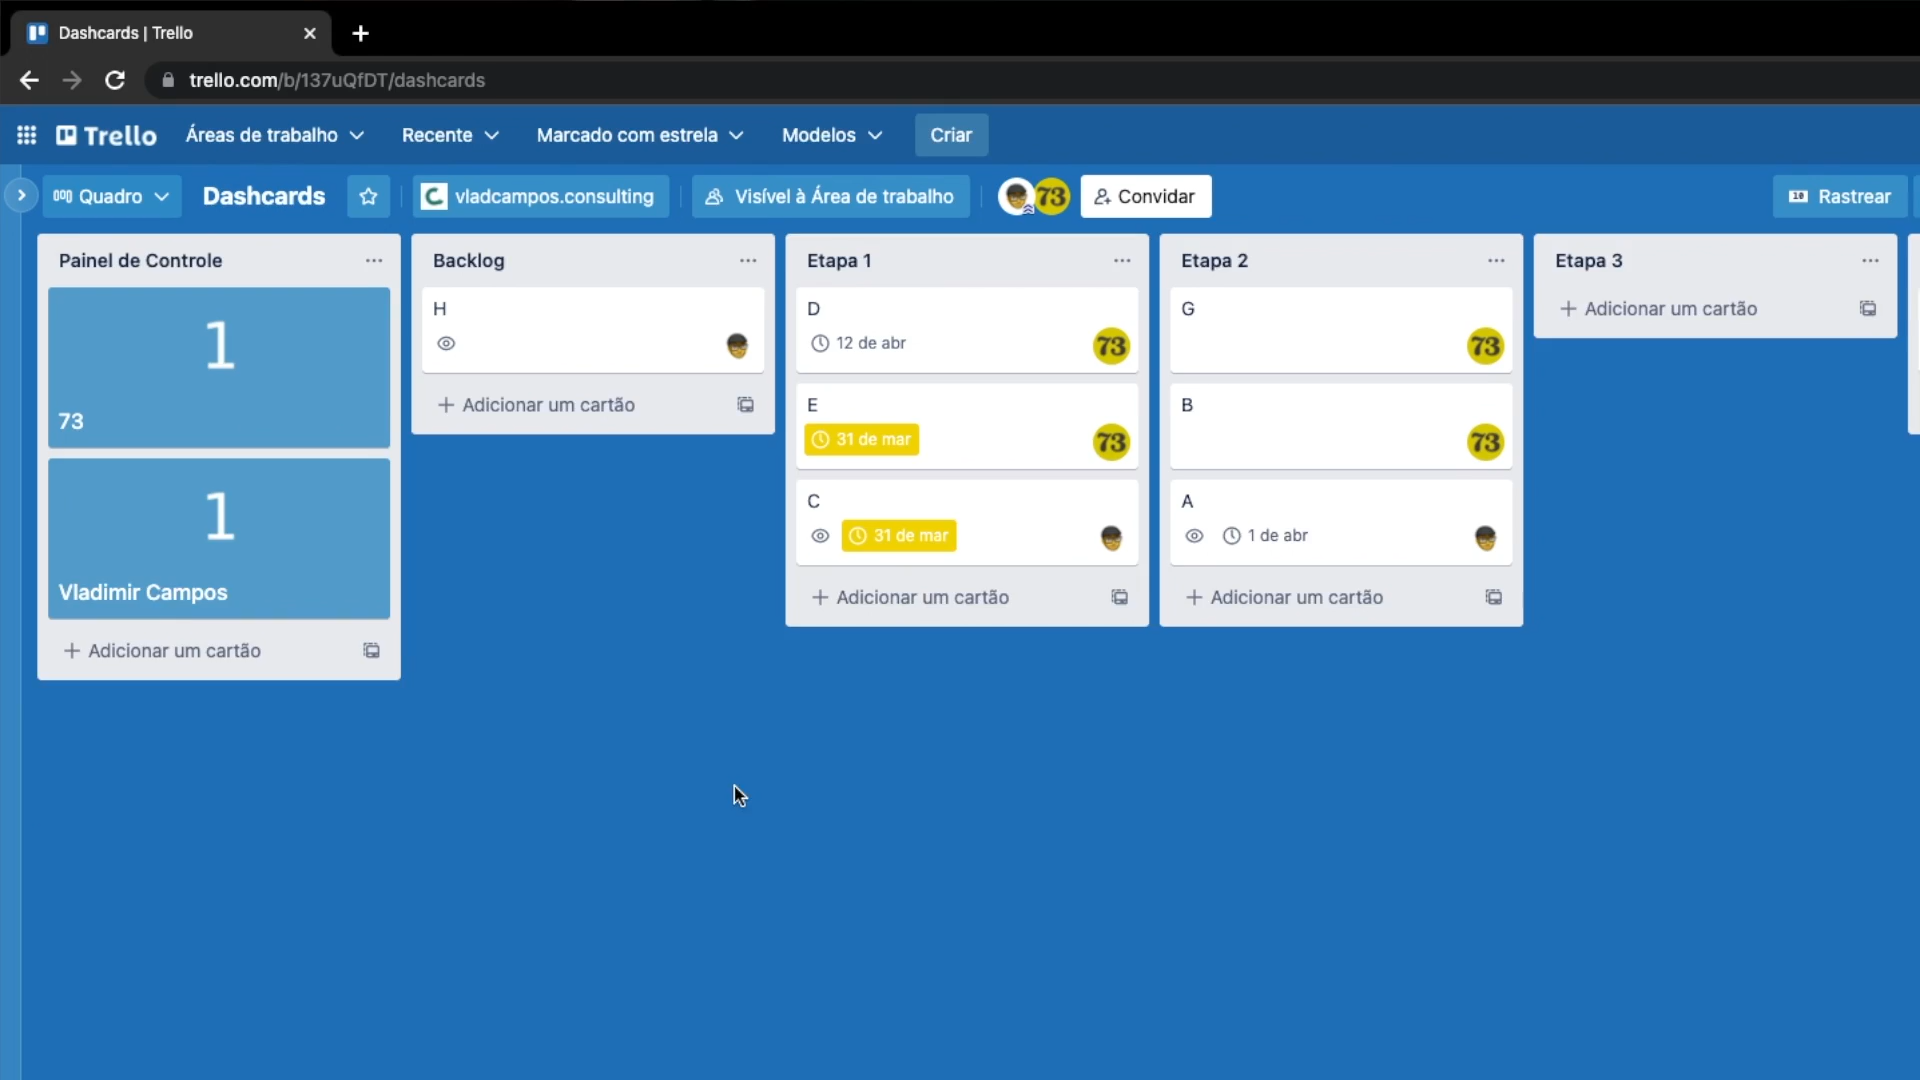 Dashcards | Trello
trello.com/b/137uQfDT/dashcards
Trello Áreas de trabalho Recente Marcado com estrela Modelos Criar
Quadro Dashcards vladcampos.consulting Visível à Área de trabalho 73 Convidar Rastrear
Painel de Controle
1
73
1
Vladimir Campos
Adicionar um cartão
Backlog
H
Adicionar um cartão
Etapa 1
D
12 de abr
73
E
31 de mar
73
C
31 de mar
Adicionar um cartão
Etapa 2
G
73
B
73
A
1 de abr
Adicionar um cartão
Etapa 3
Adicionar um cartão